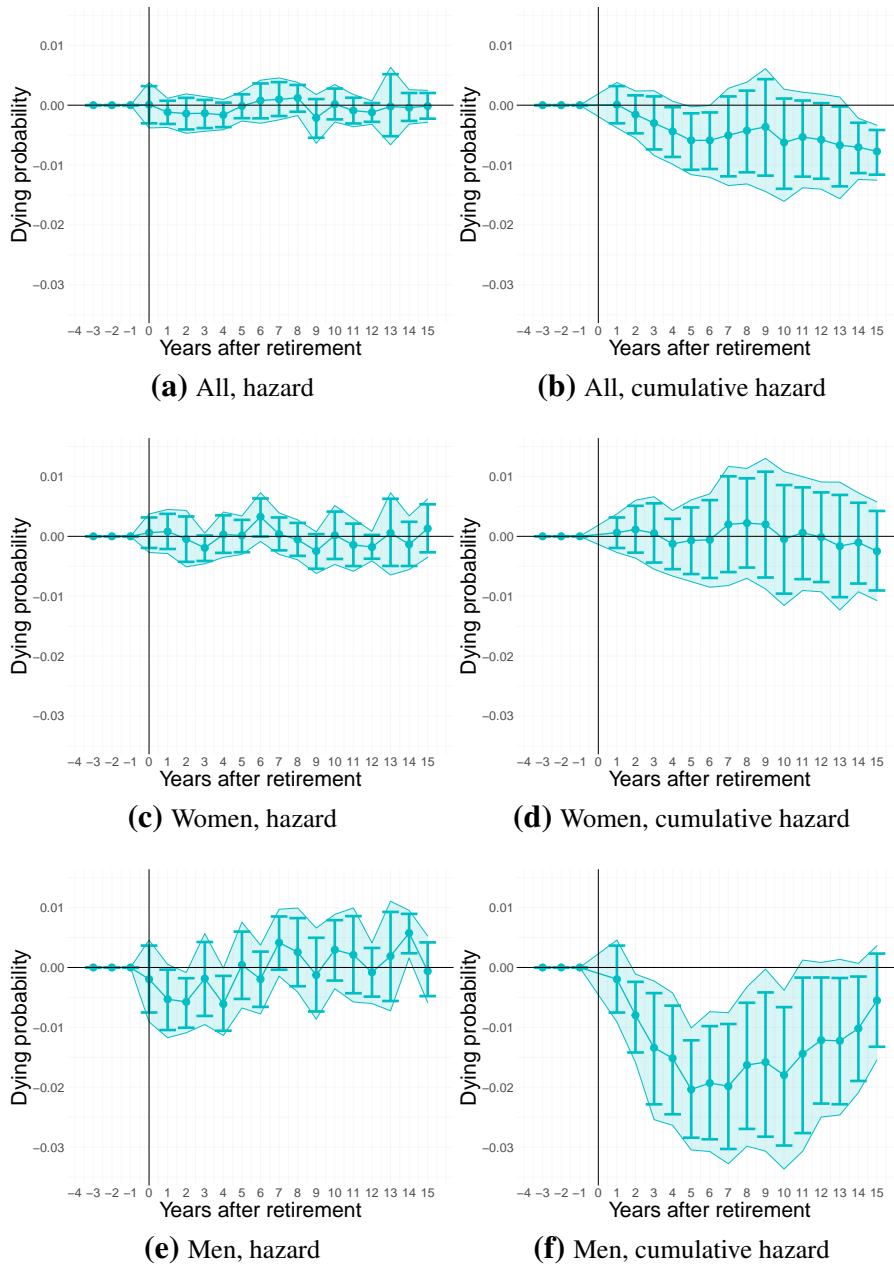 0.01
0.00
−0.01
−0.02
−0.03
Dying probability
−4 −3 −2 −1 0 1 2 3 4 5 6 7 8 9 10 11 12 13 14 15
Years after retirement
(a) All, hazard
0.01
0.00
−0.01
−0.02
−0.03
Dying probability
−4 −3 −2 −1 0 1 2 3 4 5 6 7 8 9 10 11 12 13 14 15
Years after retirement
(b) All, cumulative hazard
0.01
0.00
−0.01
−0.02
−0.03
Dying probability
−4 −3 −2 −1 0 1 2 3 4 5 6 7 8 9 10 11 12 13 14 15
Years after retirement
(c) Women, hazard
0.01
0.00
−0.01
−0.02
−0.03
Dying probability
−4 −3 −2 −1 0 1 2 3 4 5 6 7 8 9 10 11 12 13 14 15
Years after retirement
(d) Women, cumulative hazard
0.01
0.00
−0.01
−0.02
−0.03
Dying probability
−4 −3 −2 −1 0 1 2 3 4 5 6 7 8 9 10 11 12 13 14 15
Years after retirement
(e) Men, hazard
0.01
0.00
−0.01
−0.02
−0.03
Dying probability
−4 −3 −2 −1 0 1 2 3 4 5 6 7 8 9 10 11 12 13 14 15
Years after retirement
(f) Men, cumulative hazard